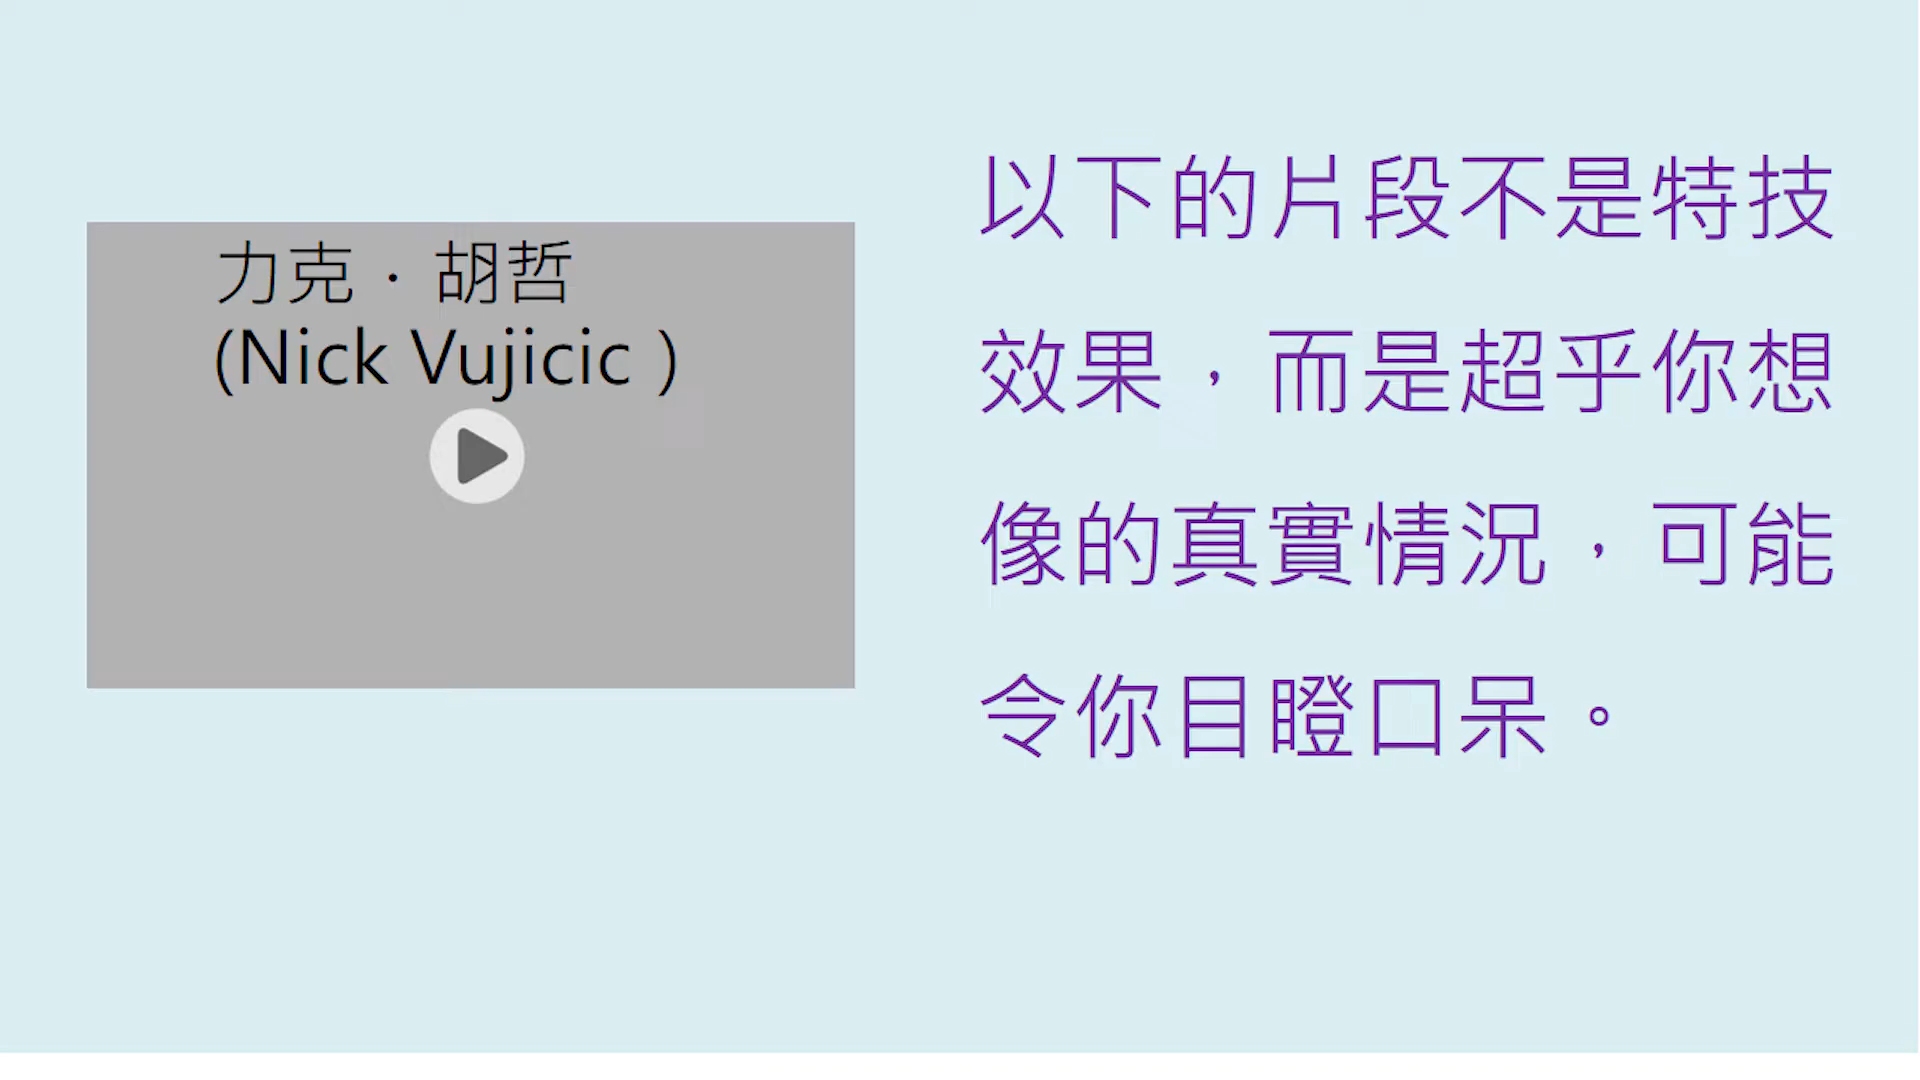 力克．胡哲
(Nick Vujicic )
以下的片段不是特技
效果，而是超乎你想
像的真實情況，可能
令你目瞪口呆。